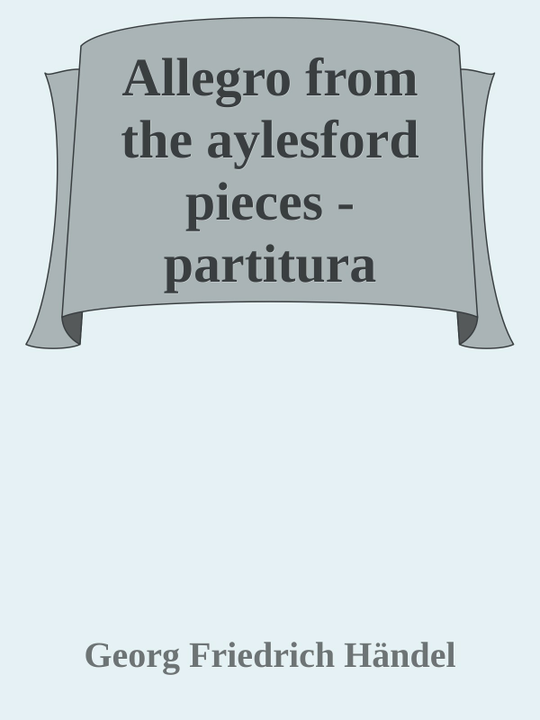 Allegro from
the aylesford
pieces -
partitura
Georg Friedrich Händel